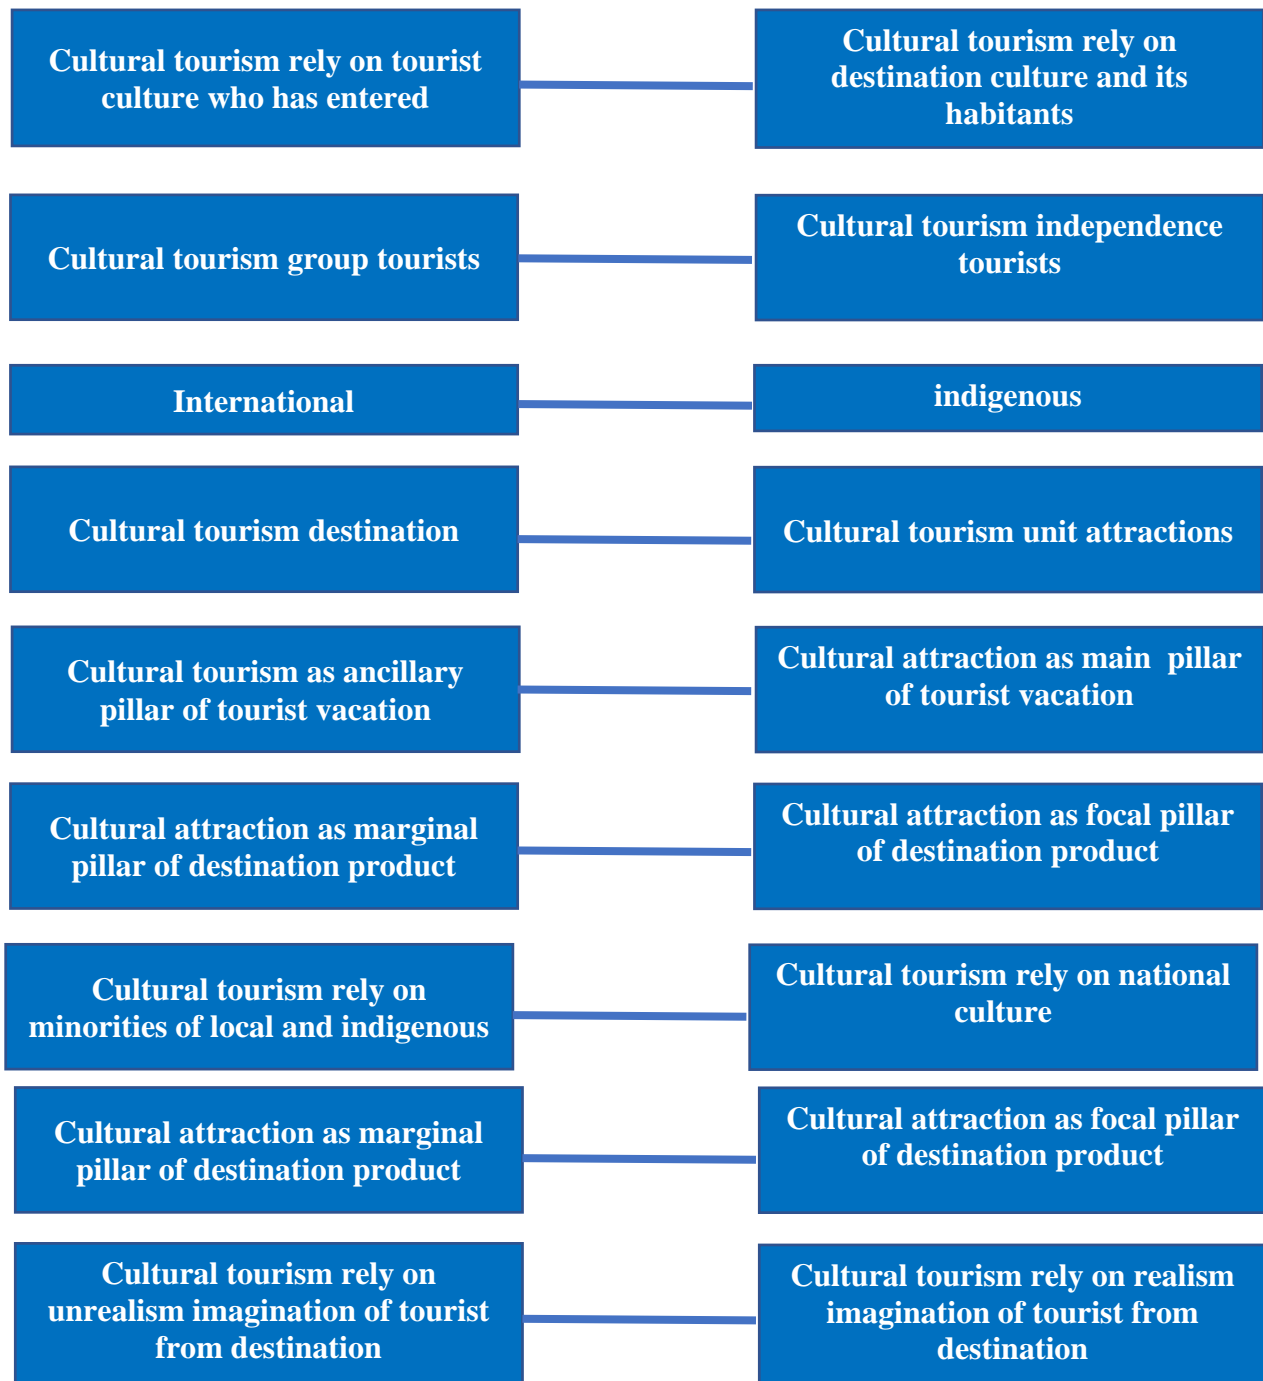 Cultural tourism rely on tourist
culture who has entered
Cultural tourism rely on
destination culture and its
habitants
Cultural tourism group tourists
Cultural tourism independence
tourists
International
indigenous
Cultural tourism destination
Cultural tourism unit attractions
Cultural tourism as ancillary
pillar of tourist vacation
Cultural attraction as main pillar
of tourist vacation
Cultural attraction as marginal
pillar of destination product
Cultural attraction as focal pillar
of destination product
Cultural tourism rely on
minorities of local and indigenous
Cultural tourism rely on national
culture
Cultural attraction as marginal
pillar of destination product
Cultural attraction as focal pillar
of destination product
Cultural tourism rely on
unrealism imagination of tourist
from destination
Cultural tourism rely on realism
imagination of tourist from
destination